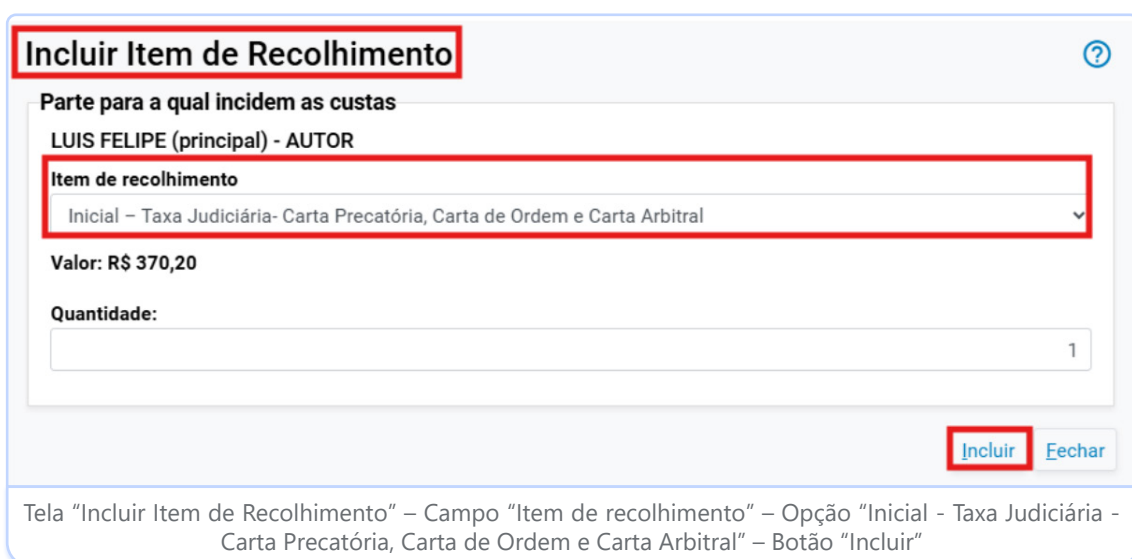 Incluir Item de Recolhimento
Parte para a qual incidem as custas
LUIS FELIPE (principal) - AUTOR
Item de recolhimento
Inicial – Taxa Judiciária- Carta Precatória, Carta de Ordem e Carta Arbitral
Valor: R$ 370,20
Quantidade:
1
Incluir Fechar
Tela “Incluir Item de Recolhimento” – Campo “Item de recolhimento” – Opção “Inicial - Taxa Judiciária -
Carta Precatória, Carta de Ordem e Carta Arbitral” – Botão “Incluir”